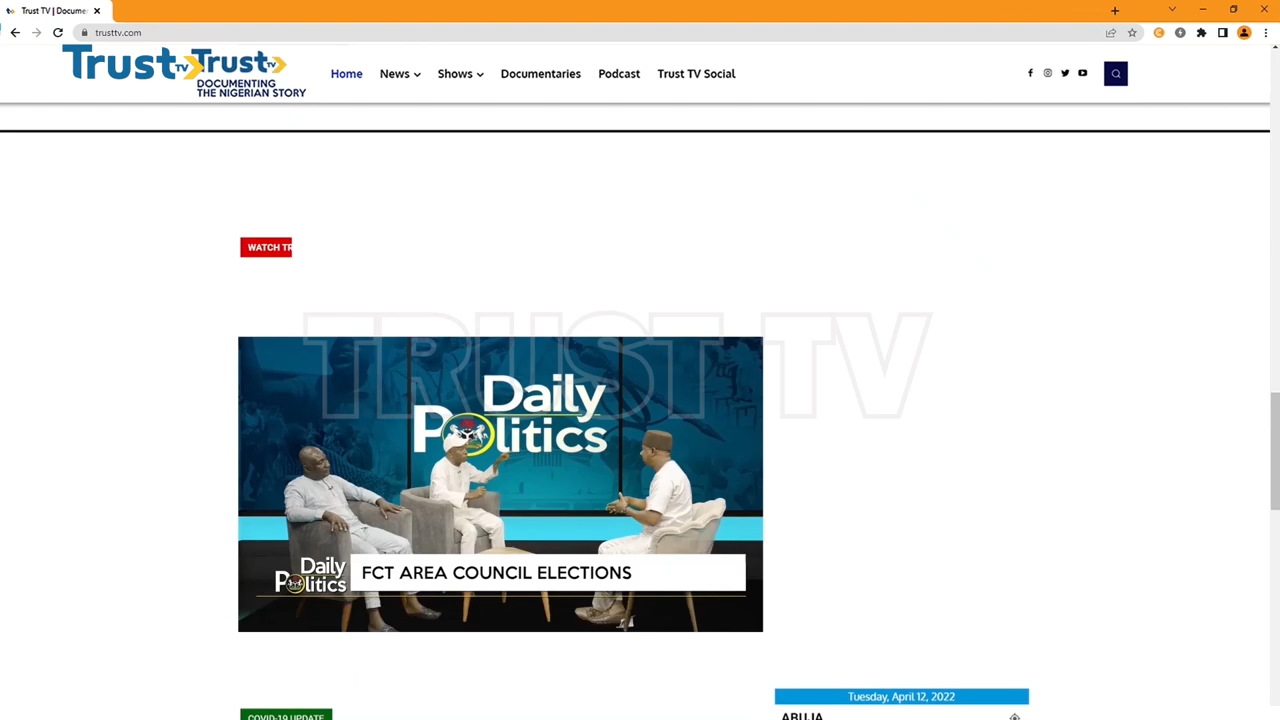 Trust TV | Docume
trusttv.com
Trust TV
Trust TV
DOCUMENTING
THE NIGERIAN STORY
Home
News
Shows
Documentaries
Podcast
Trust TV Social
WATCH TR
TRUST TV
Daily
Politics
Daily
Politics
FCT AREA COUNCIL ELECTIONS
Tuesday, April 12, 2022
COVID-19 UPDATE
ABUJA